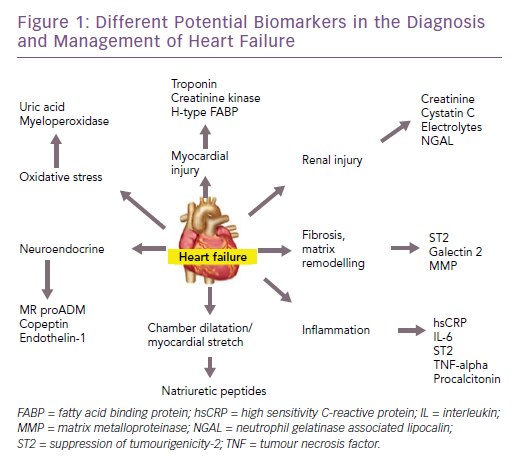 Figure 1: Different Potential Biomarkers in the Diagnosis
and Management of Heart Failure
Troponin
Creatinine kinase
H-type FABP
Uric acid
Myeloperoxidase
Creatinine
Cystatin C
Electrolytes
NGAL
Myocardial
injury
Renal injury
Oxidative stress
Neuroendocrine
Heart failure
Fibrosis,
matrix
remodelling
ST2
Galectin 2
MMP
MR proADM
Copeptin
Endothelin-1
Chamber dilatation/
myocardial stretch
Inflammation
hsCRP
IL-6
ST2
TNF-alpha
Procalcitonin
Natriuretic peptides
FABP = fatty acid binding protein; hsCRP = high sensitivity C-reactive protein; IL = interleukin;
MMP = matrix metalloproteinase; NGAL = neutrophil gelatinase associated lipocalin;
ST2 = suppression of tumourigenicity-2; TNF = tumour necrosis factor.